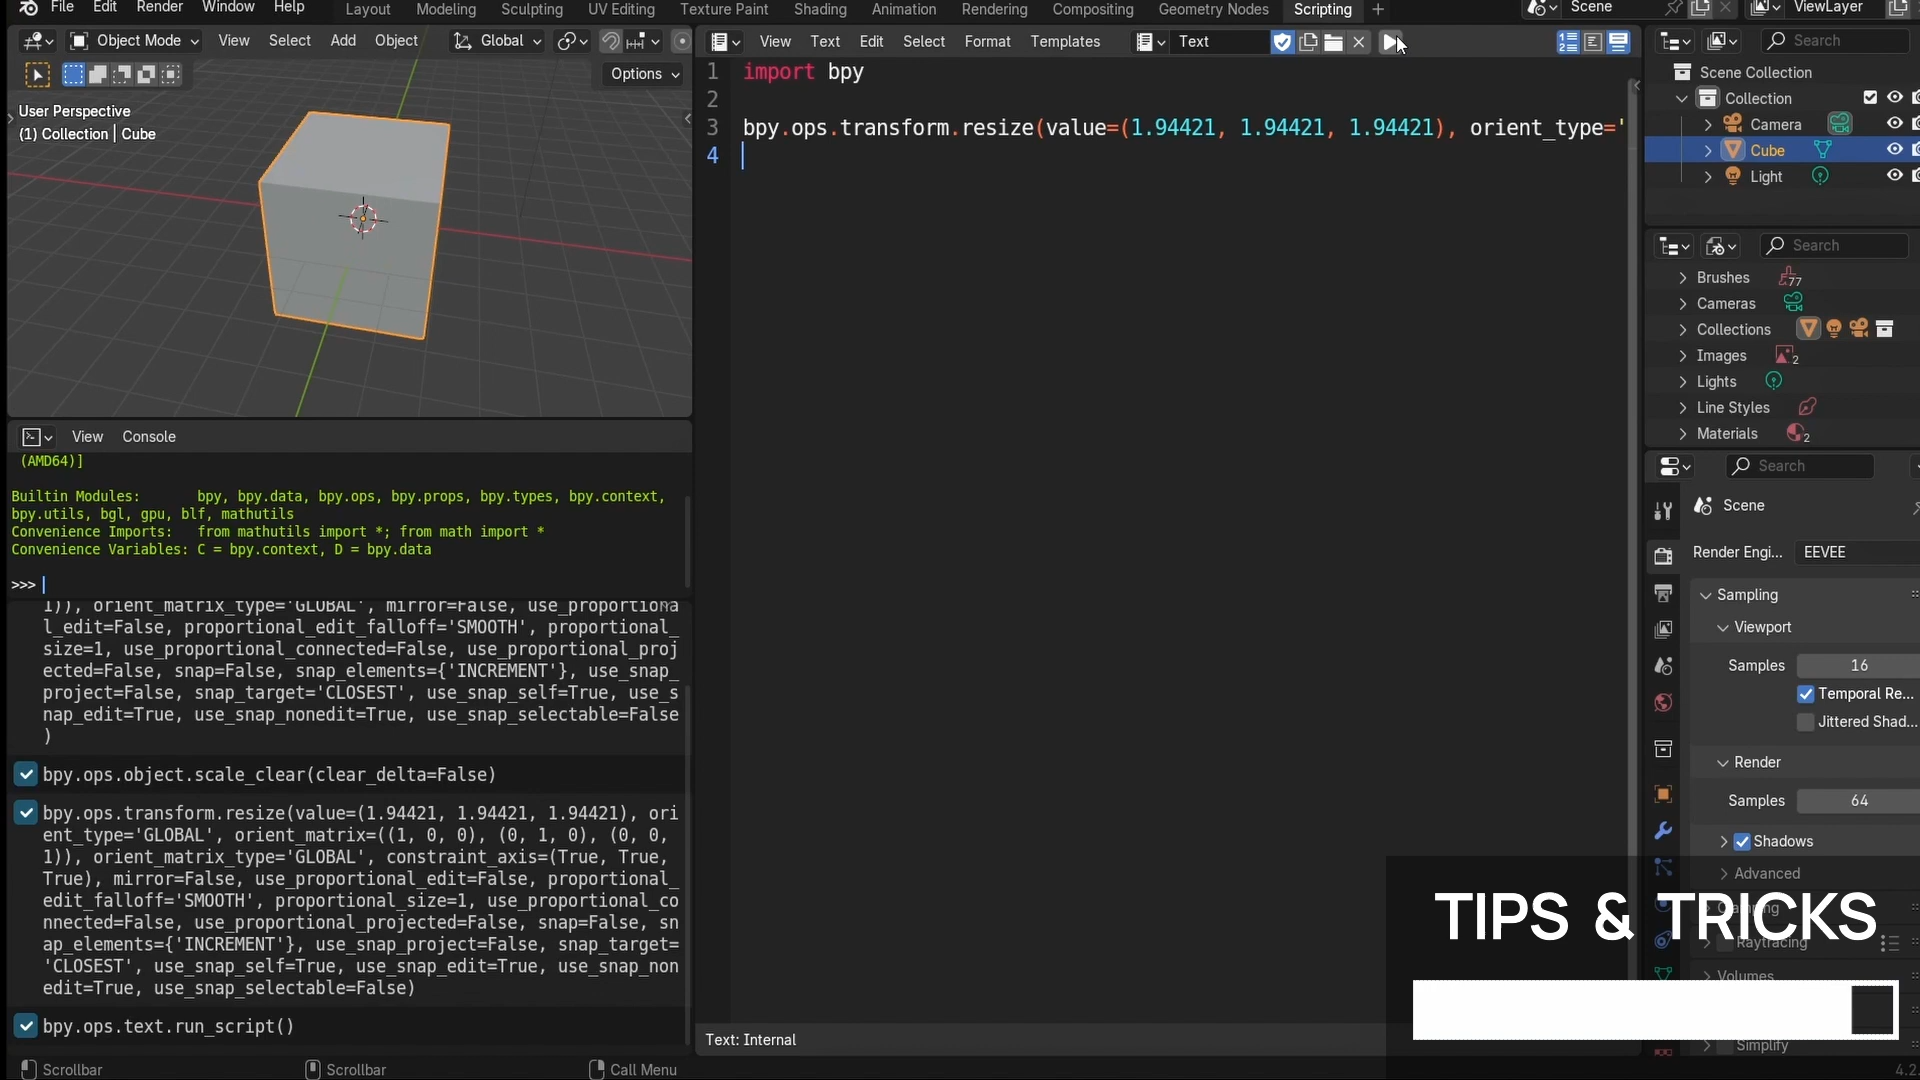 File Edit Render Window Help Layout Modeling Sculpting UV Editing Texture Paint Shading Animation Rendering Compositing Geometry Nodes Scripting + Scene ViewLayer
Object Mode View Select Add Object Global
Options
User Perspective
(1) Collection | Cube
View Text Edit Select Format Templates Text
1 import bpy
2
3 bpy.ops.transform.resize(value=(1.94421, 1.94421, 1.94421), orient_type='
4
Text: Internal
View Console
(AMD64)]
Builtin Modules: bpy, bpy.data, bpy.ops, bpy.props, bpy.types, bpy.context,
bpy.utils, bgl, gpu, blf, mathutils
Convenience Imports: from mathutils import *; from math import *
Convenience Variables: C = bpy.context, D = bpy.data
>>>
1)), orient_matrix_type='GLOBAL', mirror=False, use_proportiona
l_edit=False, proportional_edit_falloff='SMOOTH', proportional_
size=1, use_proportional_connected=False, use_proportional_proj
ected=False, snap=False, snap_elements={'INCREMENT'}, use_snap_
project=False, snap_target='CLOSEST', use_snap_self=True, use_s
nap_edit=True, use_snap_nonedit=True, use_snap_selectable=False
)
bpy.ops.object.scale_clear(clear_delta=False)
bpy.ops.transform.resize(value=(1.94421, 1.94421, 1.94421), ori
ent_type='GLOBAL', orient_matrix=((1, 0, 0), (0, 1, 0), (0, 0,
1)), orient_matrix_type='GLOBAL', constraint_axis=(True, True,
True), mirror=False, use_proportional_edit=False, proportional_
edit_falloff='SMOOTH', proportional_size=1, use_proportional_co
nnected=False, use_proportional_projected=False, snap=False, sn
ap_elements={'INCREMENT'}, use_snap_project=False, snap_target=
'CLOSEST', use_snap_self=True, use_snap_edit=True, use_snap_non
edit=True, use_snap_selectable=False)
bpy.ops.text.run_script()
Search
Scene Collection
Collection
Camera
Cube
Light
Search
Brushes 77
Cameras
Collections
Images 2
Lights
Line Styles
Materials 2
Search
Scene
Render Engi... EEVEE
Sampling
Viewport
Samples 16
Temporal Re...
Jittered Shad...
Render
Samples 64
Shadows
Advanced
TIPS & TRICKS
Raytracing
Volumes
Simplify
Scrollbar Scrollbar Call Menu 4.2